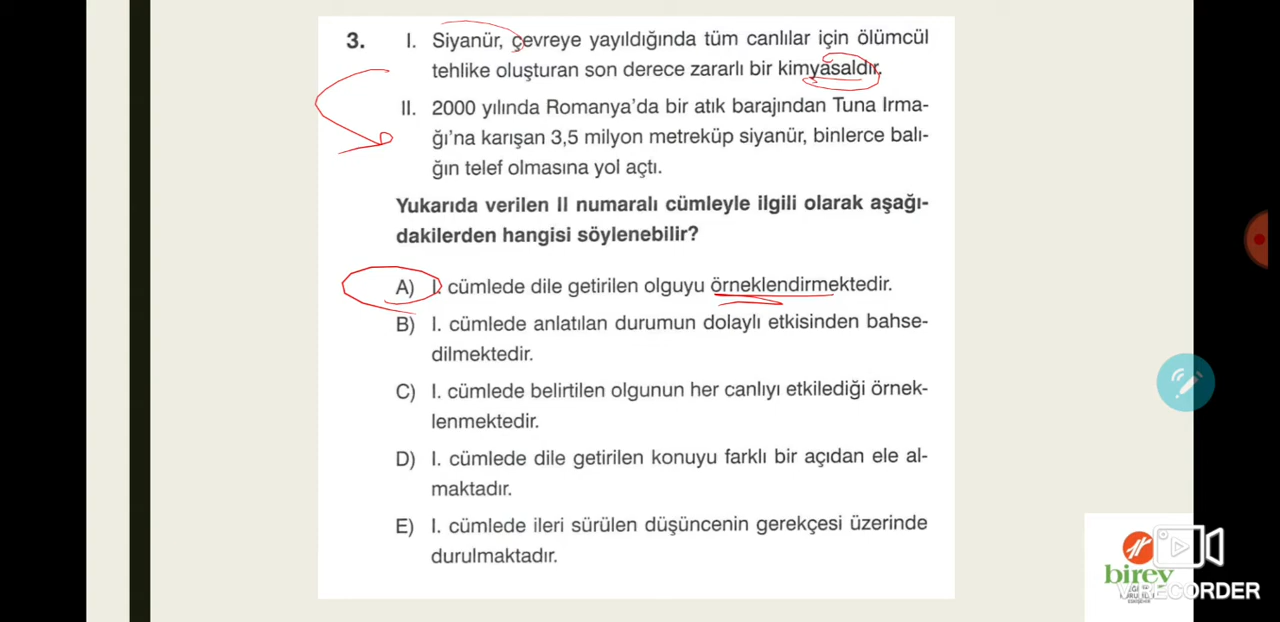 3. I. Siyanür, çevreye yayıldığında tüm canlılar için ölümcül
tehlike oluşturan son derece zararlı bir kimyasaldır.
II. 2000 yılında Romanya’da bir atık barajından Tuna Irma-
ğı’na karışan 3,5 milyon metreküp siyanür, binlerce balı-
ğın telef olmasına yol açtı.
Yukarıda verilen II numaralı cümleyle ilgili olarak aşağı-
dakilerden hangisi söylenebilir?
A) I. cümlede dile getirilen olguyu örneklendirmektedir.
B) I. cümlede anlatılan durumun dolaylı etkisinden bahse-
dilmektedir.
C) I. cümlede belirtilen olgunun her canlıyı etkilediği örnek-
lenmektedir.
D) I. cümlede dile getirilen konuyu farklı bir açıdan ele al-
maktadır.
E) I. cümlede ileri sürülen düşüncenin gerekçesi üzerinde
durulmaktadır.
birey
RECORDER